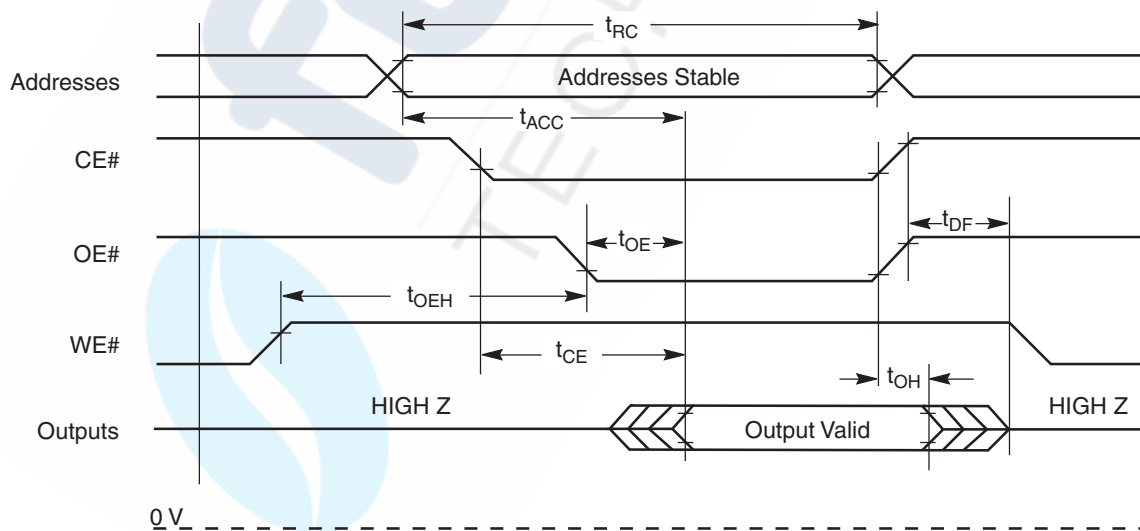 tRC
Addresses
Addresses Stable
tACC
CE#
tDF
tOE
OE#
tOEH
WE#
tCE
tOH
HIGH Z
HIGH Z
Outputs
Output Valid
0 V